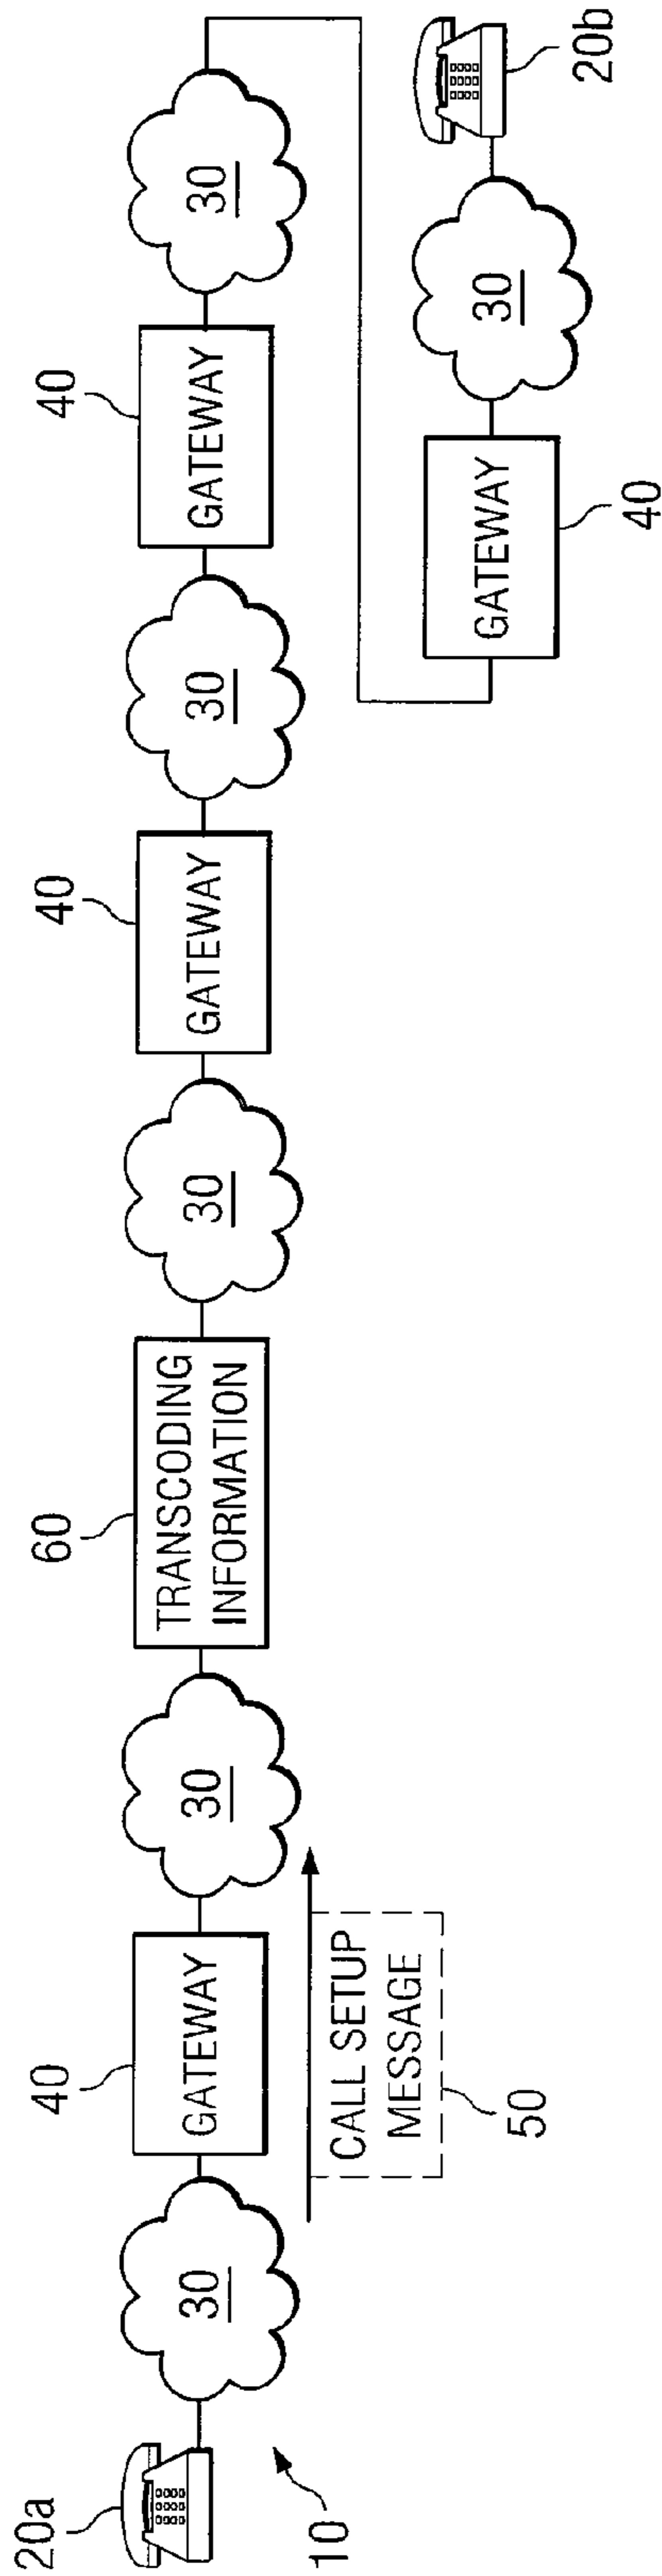 20a
30
40
GATEWAY
30
60
TRANSCODING
INFORMATION
30
40
GATEWAY
30
40
GATEWAY
30
10
CALL SETUP
MESSAGE
50
GATEWAY
40
30
20b